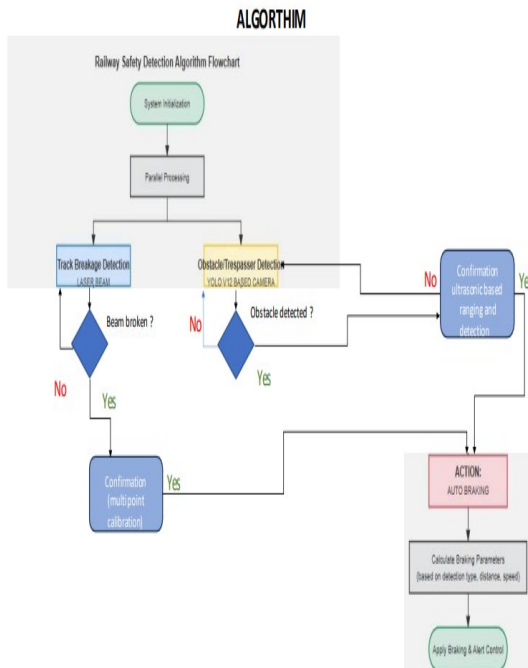 ALGORTHIM
Railway Safety Detection Algorithm Flowchart
System Initialization
Parallel Processing
Track Breakage Detection
LASER BEAM
Obstacle/Trespasser Detection
YOLO V12 BASED CAMERA
No
Confirmation
ultrasonic based
ranging and
detection
Ye
Beam broken ?
No
Obstacle detected ?
Yes
No
Yes
Confirmation
(multi point
calibration)
Yes
ACTION:
AUTO BRAKING
Calculate Braking Parameters
(based on detection type, distance, speed)
Apply Braking & Alert Control